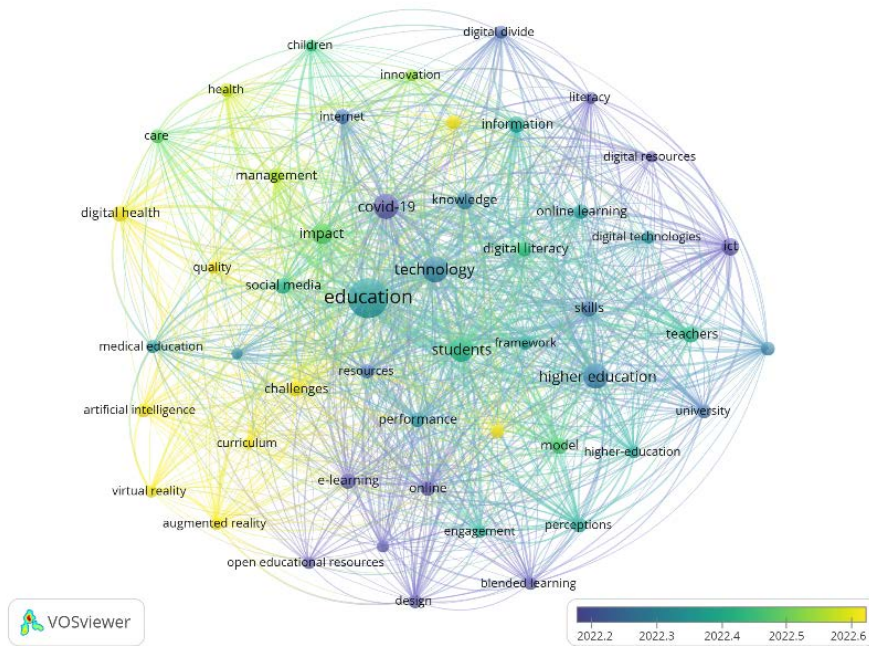 digital divide
children
innovation
health
literacy
internet
information
care
digital resources
management
knowledge
covid-19
digital health
online learning
impact
digital technologies
ict
digital literacy
quality
technology
social media
education
skills
teachers
medical education
framework
students
resources
higher education
challenges
artificial intelligence
university
performance
curriculum
model
higher-education
e-learning
online
virtual reality
augmented reality
perceptions
engagement
open educational resources
blended learning
design
VOSviewer
2022.2 2022.3 2022.4 2022.5 2022.6